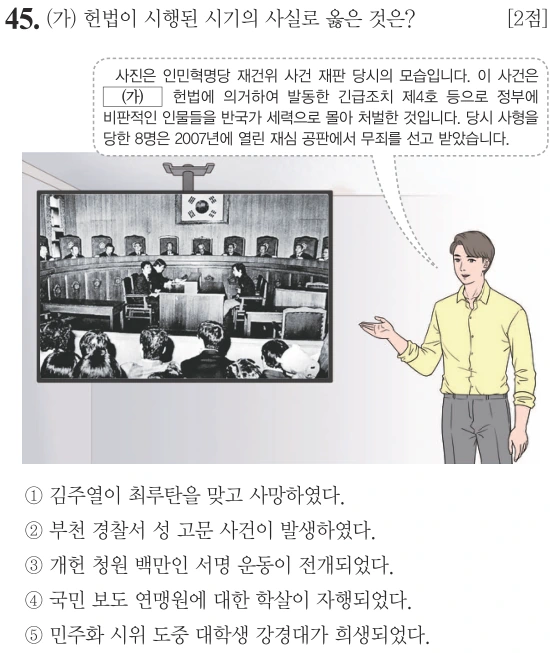 45. (가) 헌법이 시행된 시기의 사실로 옳은 것은? [2점]
사진은 인민혁명당 재건위 사건 재판 당시의 모습입니다. 이 사건은
(가) 헌법에 의거하여 발동한 긴급조치 제4호 등으로 정부에
비판적인 인물들을 반국가 세력으로 몰아 처벌한 것입니다. 당시 사형을
당한 8명은 2007년에 열린 재심 공판에서 무죄를 선고 받았습니다.
① 김주열이 최루탄을 맞고 사망하였다.
② 부천 경찰서 성 고문 사건이 발생하였다.
③ 개헌 청원 백만인 서명 운동이 전개되었다.
④ 국민 보도 연맹원에 대한 학살이 자행되었다.
⑤ 민주화 시위 도중 대학생 강경대가 희생되었다.